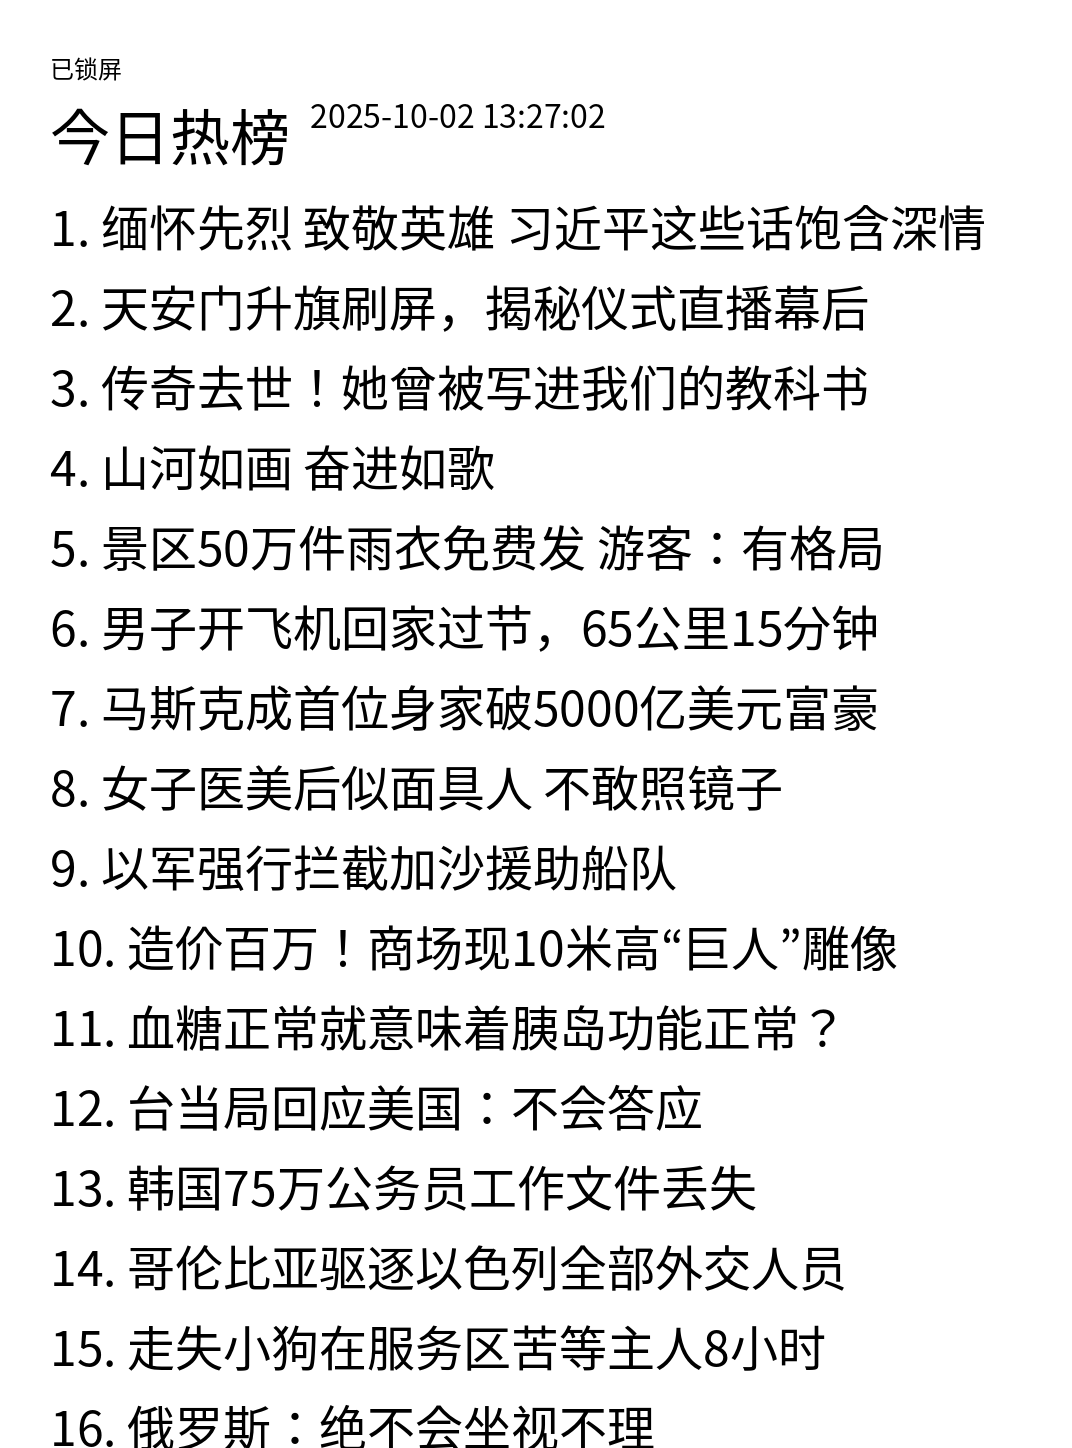 已锁屏
今日热榜 2025-10-02 13:27:02
1. 缅怀先烈 致敬英雄 习近平这些话饱含深情
2. 天安门升旗刷屏，揭秘仪式直播幕后
3. 传奇去世！她曾被写进我们的教科书
4. 山河如画 奋进如歌
5. 景区50万件雨衣免费发 游客：有格局
6. 男子开飞机回家过节，65公里15分钟
7. 马斯克成首位身家破5000亿美元富豪
8. 女子医美后似面具人 不敢照镜子
9. 以军强行拦截加沙援助船队
10. 造价百万！商场现10米高“巨人”雕像
11. 血糖正常就意味着胰岛功能正常？
12. 台当局回应美国：不会答应
13. 韩国75万公务员工作文件丢失
14. 哥伦比亚驱逐以色列全部外交人员
15. 走失小狗在服务区苦等主人8小时
16. 俄罗斯：绝不会坐视不理